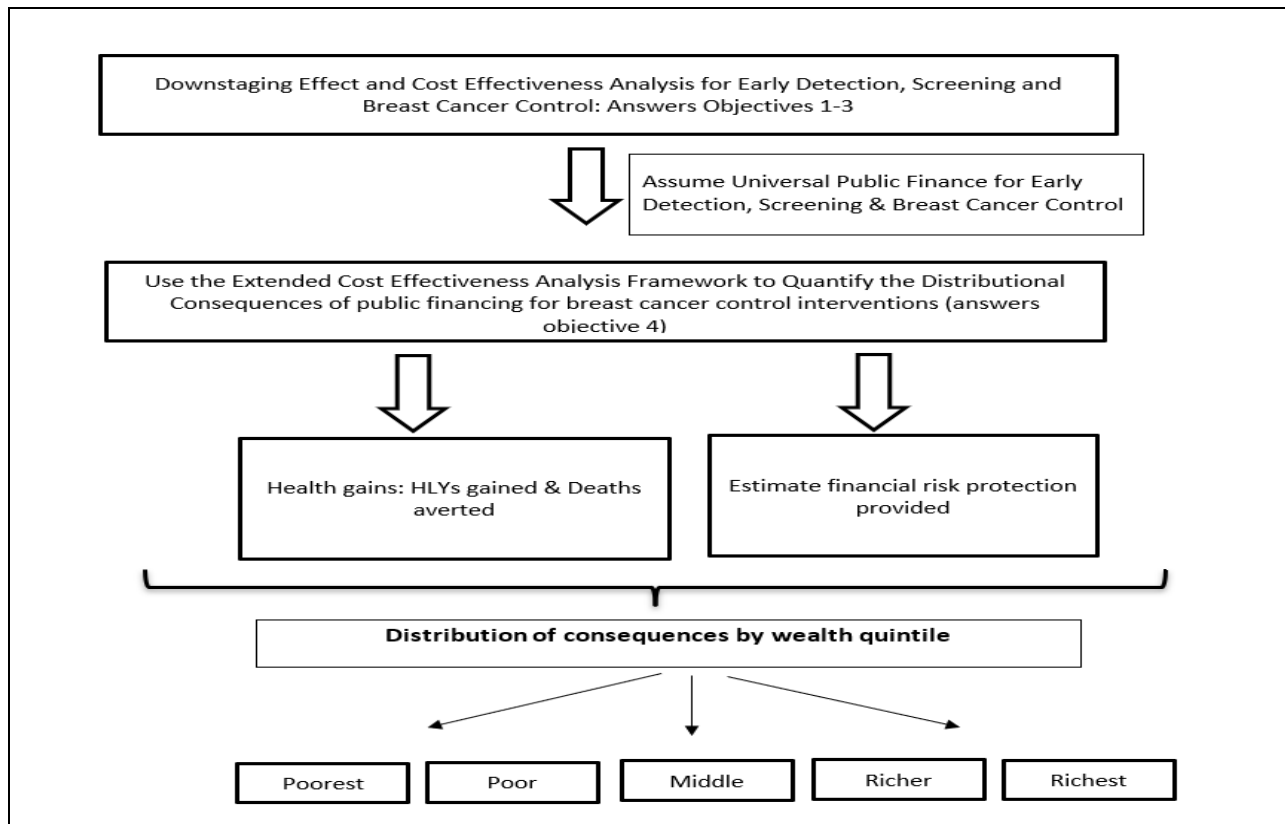 Downstaging Effect and Cost Effectiveness Analysis for Early Detection, Screening and
Breast Cancer Control: Answers Objectives 1-3
Assume Universal Public Finance for Early
Detection, Screening & Breast Cancer Control
Use the Extended Cost Effectiveness Analysis Framework to Quantify the Distributional
Consequences of public financing for breast cancer control interventions (answers
objective 4)
Health gains: HLYs gained & Deaths
averted
Estimate financial risk protection
provided
Distribution of consequences by wealth quintile
Poorest
Poor
Middle
Richer
Richest